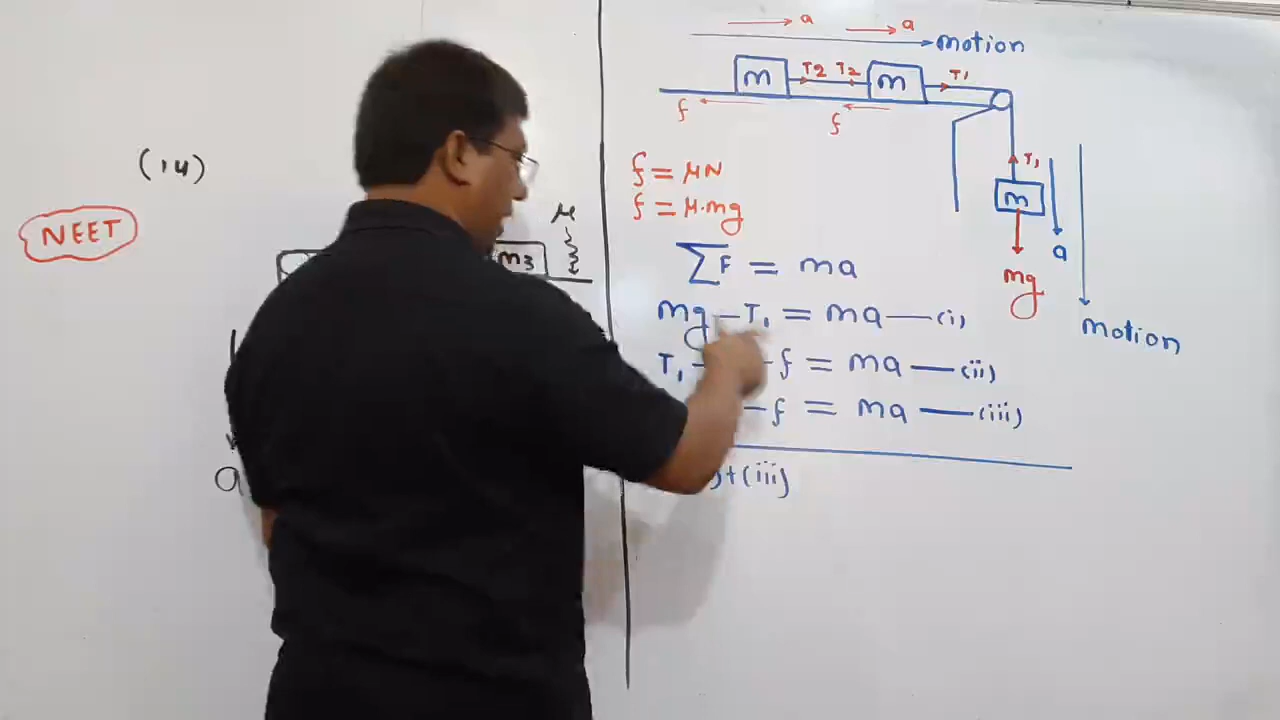 (14)
NEET
μ
m3
a
a
a
motion
m
T2
T2
m
T1
f
f
T1
m
a
mg
motion
f = μN
f = μ.mg
ΣF = ma
mg - T1 = ma — (i)
T1 - f = ma — (ii)
- f = ma — (iii)
+(iii)